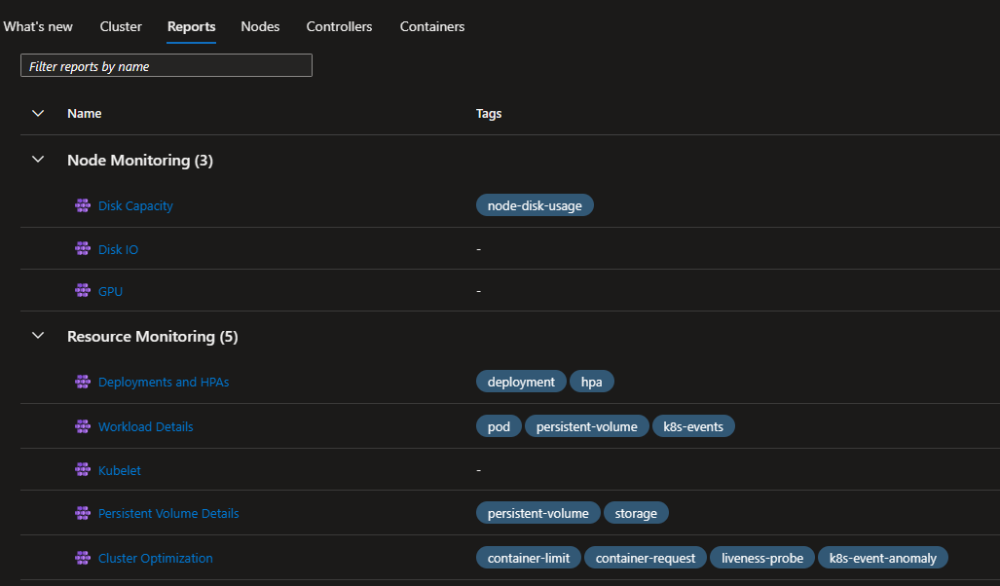 What's new Cluster Reports Nodes Controllers Containers
Filter reports by name
Name Tags
Node Monitoring (3)
Disk Capacity node-disk-usage
Disk IO -
GPU -
Resource Monitoring (5)
Deployments and HPAs deployment hpa
Workload Details pod persistent-volume k8s-events
Kubelet -
Persistent Volume Details persistent-volume storage
Cluster Optimization container-limit container-request liveness-probe k8s-event-anomaly